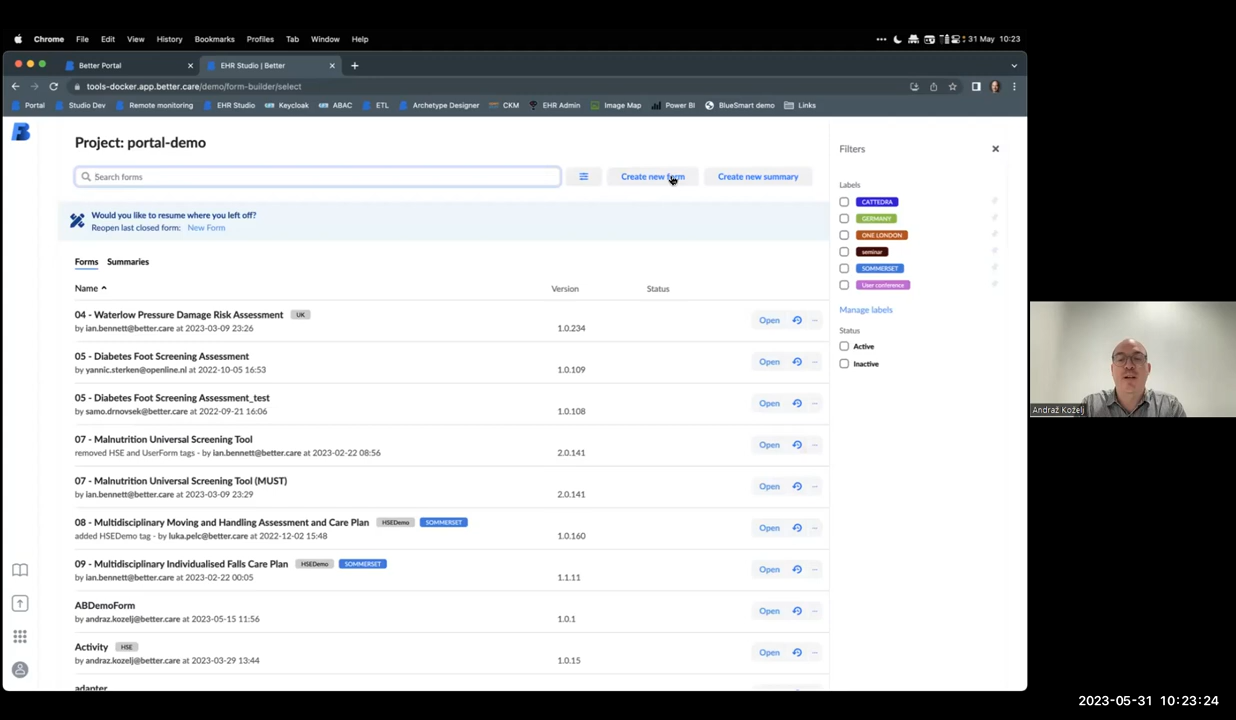 Chrome File Edit View History Bookmarks Profiles Tab Window Help 31 May 10:23
Better Portal EHR Studio | Better
tools-docker.app.better.care/demo/form-builder/select
Portal Studio Dev Remote monitoring EHR Studio Keycloak ABAC ETL Archetype Designer CKM EHR Admin Image Map Power BI BlueSmart demo Links
Project: portal-demo
Search forms
Create new form
Create new summary
Would you like to resume where you left off?
Reopen last closed form: New Form
Forms Summaries
Name Version Status
04 - Waterlow Pressure Damage Risk Assessment UK
by ian.bennett@better.care at 2023-03-09 23:26 1.0.234 Open
05 - Diabetes Foot Screening Assessment
by yannic.sterken@openline.nl at 2022-10-05 16:53 1.0.109 Open
05 - Diabetes Foot Screening Assessment_test
by samo.drnovsek@better.care at 2022-09-21 16:06 1.0.108 Open
07 - Malnutrition Universal Screening Tool
removed HSE and UserForm tags - by ian.bennett@better.care at 2023-02-22 08:56 2.0.141 Open
07 - Malnutrition Universal Screening Tool (MUST)
by ian.bennett@better.care at 2023-03-09 23:29 2.0.141 Open
08 - Multidisciplinary Moving and Handling Assessment and Care Plan HSEDemo SOMMERSET
added HSEDemo tag - by luka.pelc@better.care at 2022-12-02 15:48 1.0.160 Open
09 - Multidisciplinary Individualised Falls Care Plan HSEDemo SOMMERSET
by ian.bennett@better.care at 2023-02-22 00:05 1.1.11 Open
ABDemoForm
by andraz.kozelj@better.care at 2023-05-15 11:56 1.0.1 Open
Activity HSE
by andraz.kozelj@better.care at 2023-03-29 13:44 1.0.15 Open
adapter
Filters
Labels
CATTEDRA
GERMANY
ONE LONDON
seminar
SOMMERSET
User conference
Manage labels
Status
Active
Inactive
Andraž Koželj
2023-05-31 10:23:24